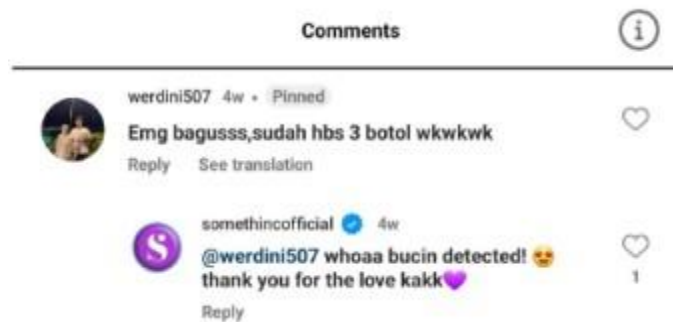 Comments
werdini507 4w • Pinned
Emg bagusss,sudah hbs 3 botol wkwkwk
Reply See translation
somethincofficial 4w
@werdini507 whoaa bucin detected! 😍
thank you for the love kakk💜
1
Reply